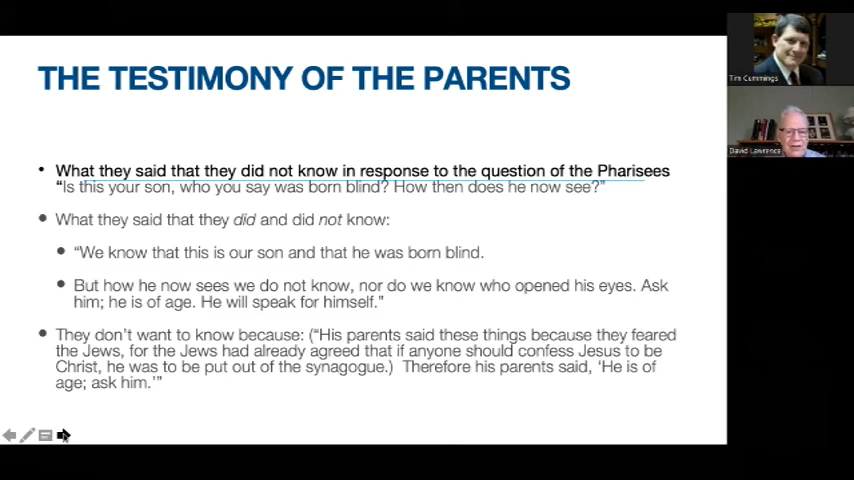 THE TESTIMONY OF THE PARENTS
Tim Cummings
David Lawrence
• What they said that they did not know in response to the question of the Pharisees
“Is this your son, who you say was born blind? How then does he now see?”
• What they said that they did and did not know:
• “We know that this is our son and that he was born blind.
• But how he now sees we do not know, nor do we know who opened his eyes. Ask
him; he is of age. He will speak for himself.”
• They don’t want to know because: (“His parents said these things because they feared
the Jews, for the Jews had already agreed that if anyone should confess Jesus to be
Christ, he was to be put out of the synagogue.) Therefore his parents said, ‘He is of
age; ask him.’”